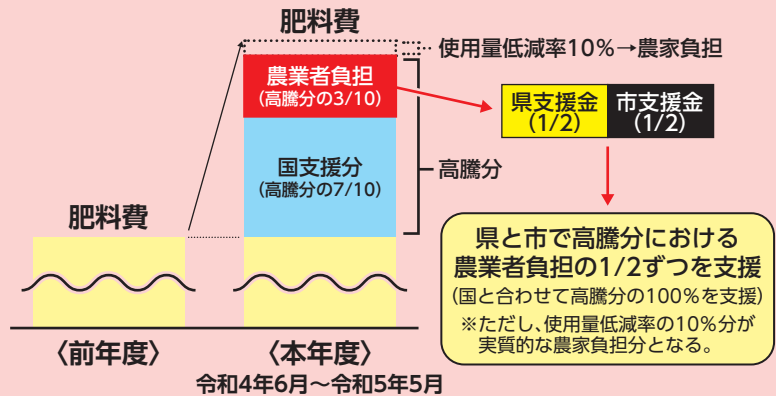 肥料費
使用量低減率10%→農家負担
農業者負担
(高騰分の3/10)
県支援金
(1/2)
市支援金
(1/2)
国支援分
(高騰分の7/10)
高騰分
肥料費
県と市で高騰分における
農業者負担の1/2ずつを支援
(国と合わせて高騰分の100%を支援)
※ただし、使用量低減率の10%分が
実質的な農家負担分となる。
〈前年度〉
〈本年度〉
令和4年6月〜令和5年5月